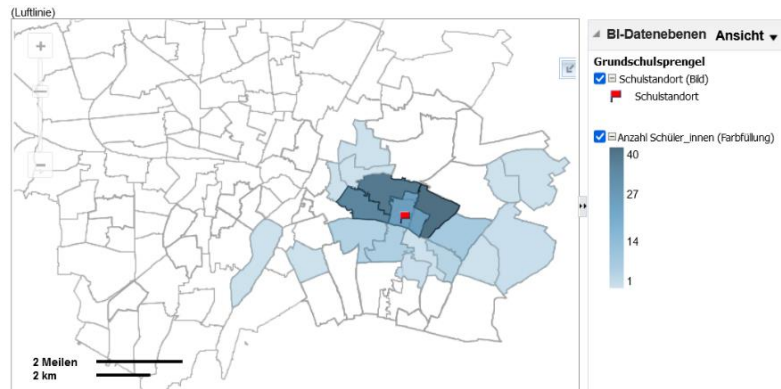 (Luftlinie)
BI-Datenebenen Ansicht
Grundschulsprengel
Schulstandort (Bild)
Schulstandort
Anzahl Schüler_innen (Farbfüllung)
40
27
14
1
2 Meilen
2 km